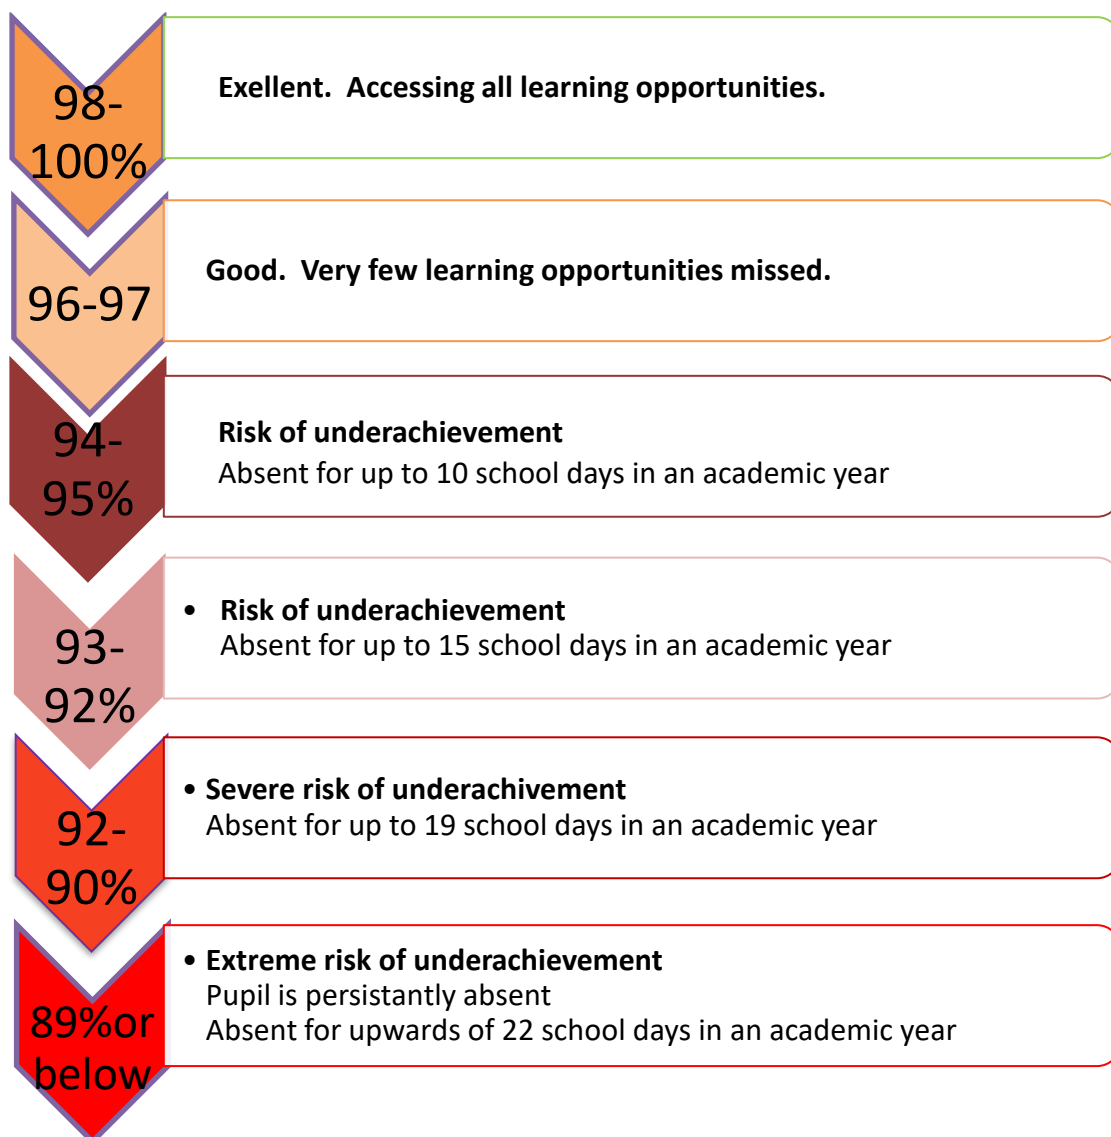 98-
100%
Exellent.  Accessing all learning opportunities.
96-97
Good.  Very few learning opportunities missed.
94-
95%
Risk of underachievement
Absent for up to 10 school days in an academic year
93-
92%
• Risk of underachievement
Absent for up to 15 school days in an academic year
92-
90%
• Severe risk of underachivement
Absent for up to 19 school days in an academic year
89%or
below
• Extreme risk of underachievement
Pupil is persistantly absent
Absent for upwards of 22 school days in an academic year